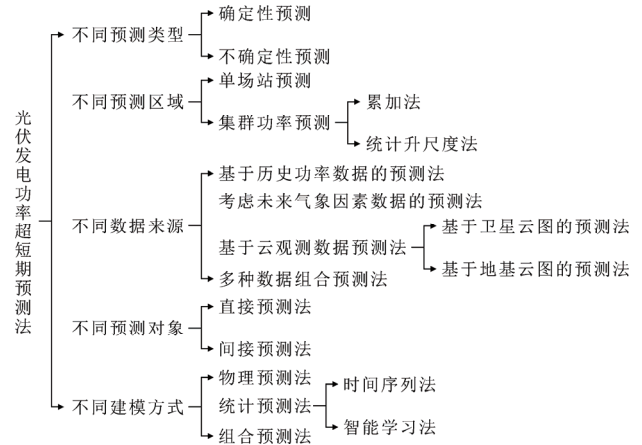 光伏发电功率超短期预测法
不同预测类型
确定性预测
不确定性预测
不同预测区域
单场站预测
集群功率预测
累加法
统计升尺度法
不同数据来源
基于历史功率数据的预测法
考虑未来气象因素数据的预测法
基于云观测数据预测法
基于卫星云图的预测法
基于地基云图的预测法
多种数据组合预测法
不同预测对象
直接预测法
间接预测法
不同建模方式
物理预测法
统计预测法
时间序列法
智能学习法
组合预测法